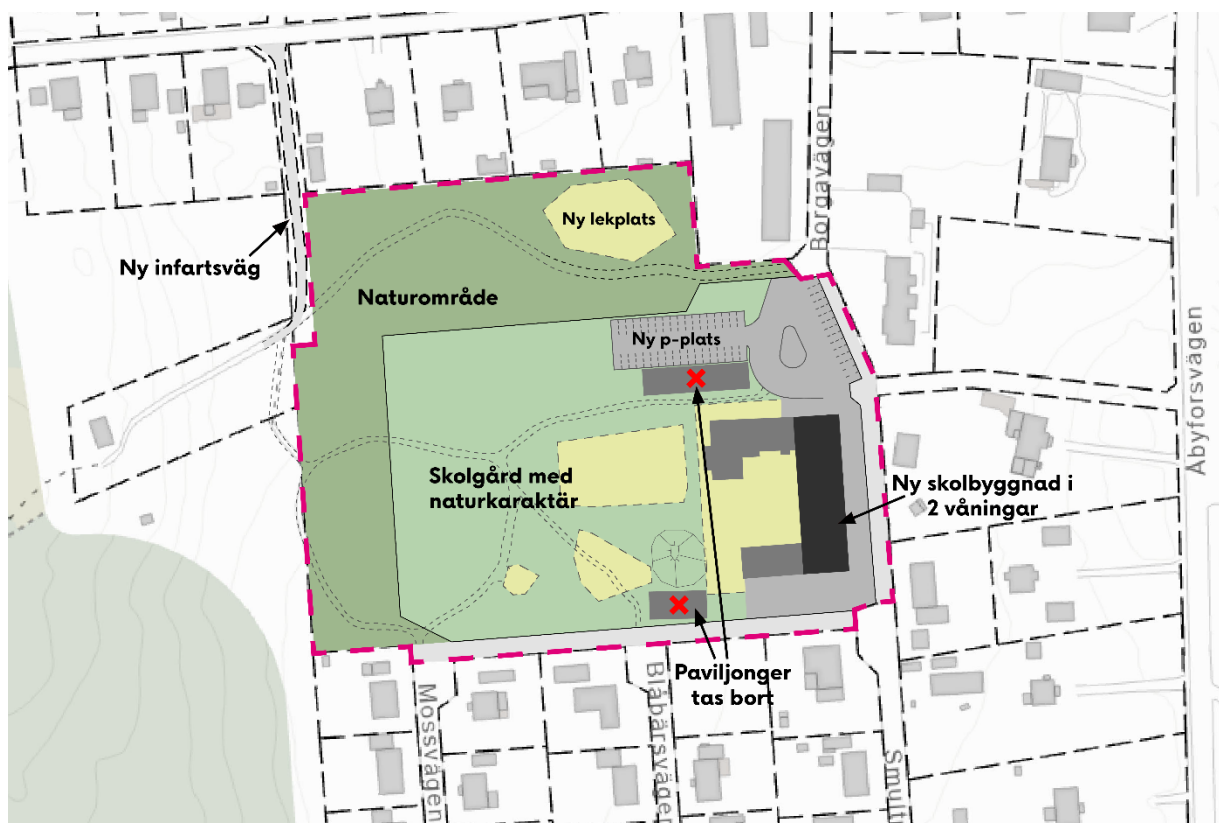 Borgavägen
Ny lekplats
Ny infartsväg
Naturområde
Ny p-plats
Åbyforsvägen
Skolgård med
naturkaraktär
Ny skolbyggnad i
2 våningar
Paviljonger
tas bort
Mossvägen
Blåbärsvägen
Smultr